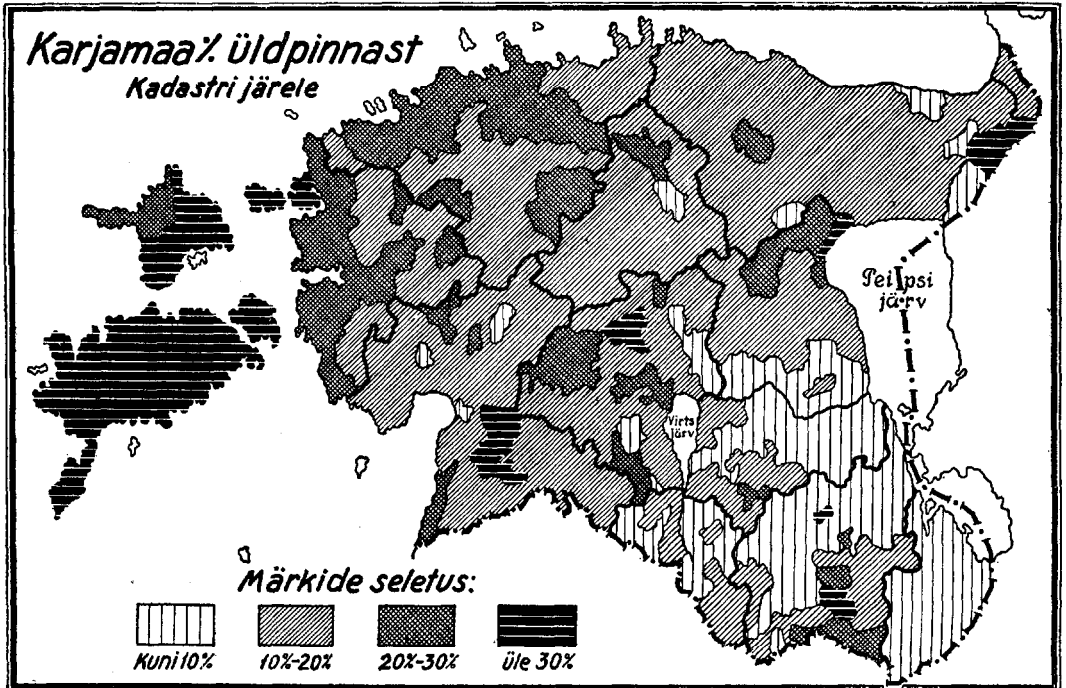 Karjamaa% üldpinnast
Kadastri järele
Peipsi
järv
Virts
järv
Märkide seletus:
Kuni 10%
10%-20%
20%-30%
üle 30%